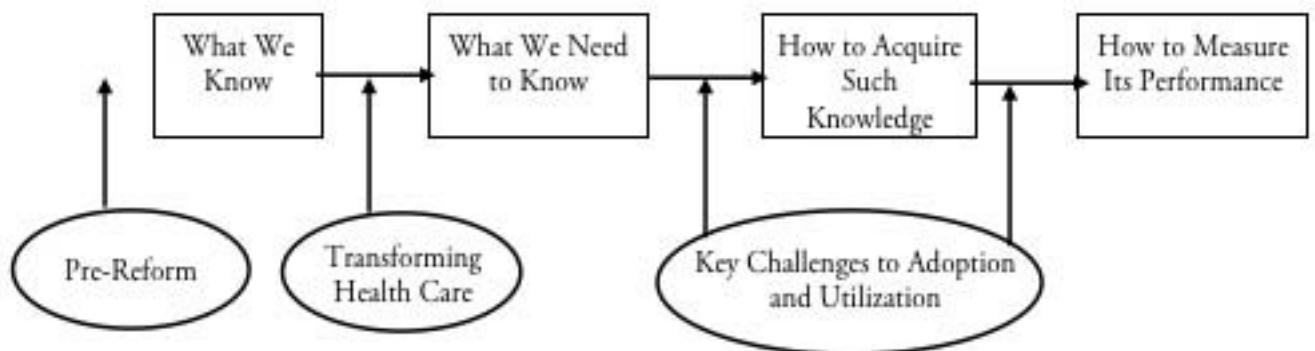 What We
Know
What We Need
to Know
How to Acquire
Such
Knowledge
How to Measure
Its Performance
Pre-Reform
Transforming
Health Care
Key Challenges to Adoption
and Utilization